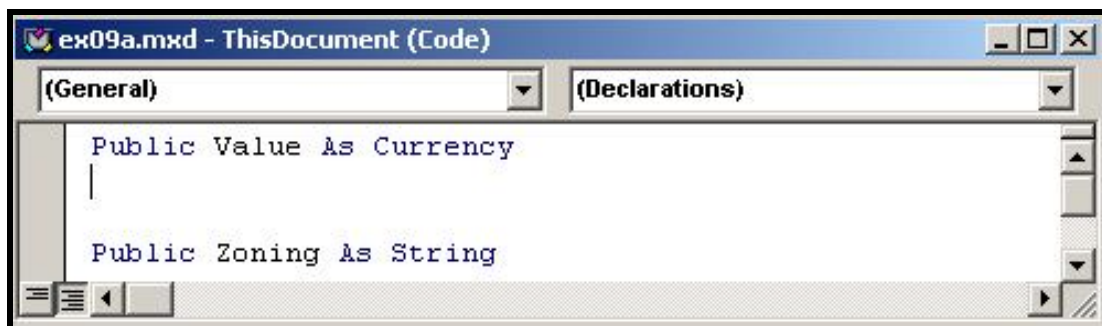 ex09a.mxd - ThisDocument (Code)
(General) (Declarations)
Public Value As Currency
Public Zoning As String